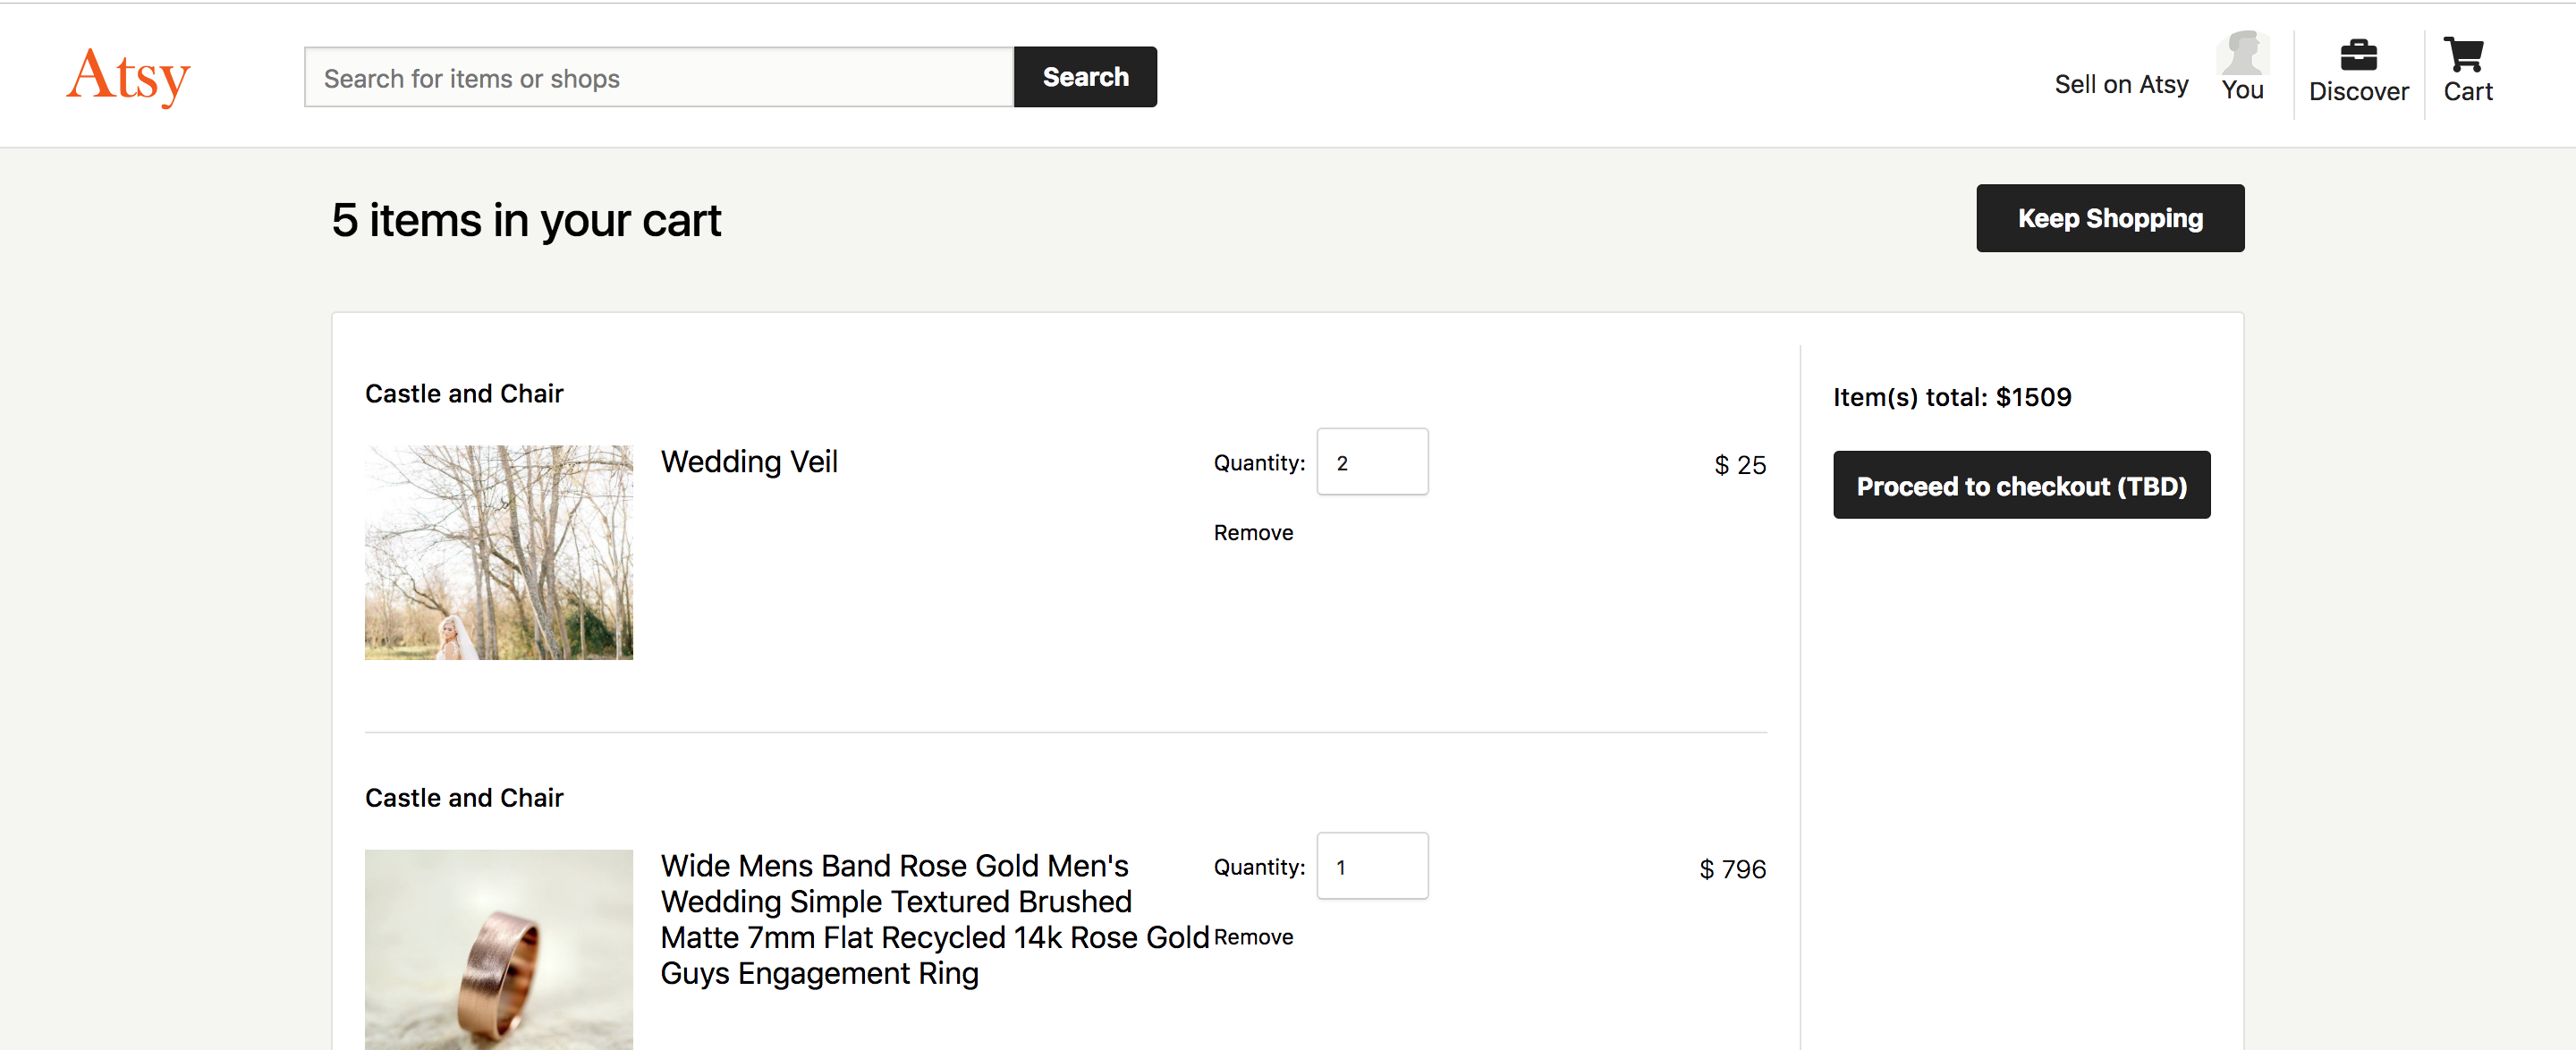 Atsy
Search for items or shops
Search
Sell on Atsy
You
Discover
Cart
5 items in your cart
Keep Shopping
Castle and Chair
Wedding Veil
Quantity: 2
$ 25
Remove
Item(s) total: $1509
Proceed to checkout (TBD)
Castle and Chair
Wide Mens Band Rose Gold Men's
Wedding Simple Textured Brushed
Matte 7mm Flat Recycled 14k Rose Gold
Guys Engagement Ring
Quantity: 1
$ 796
Remove